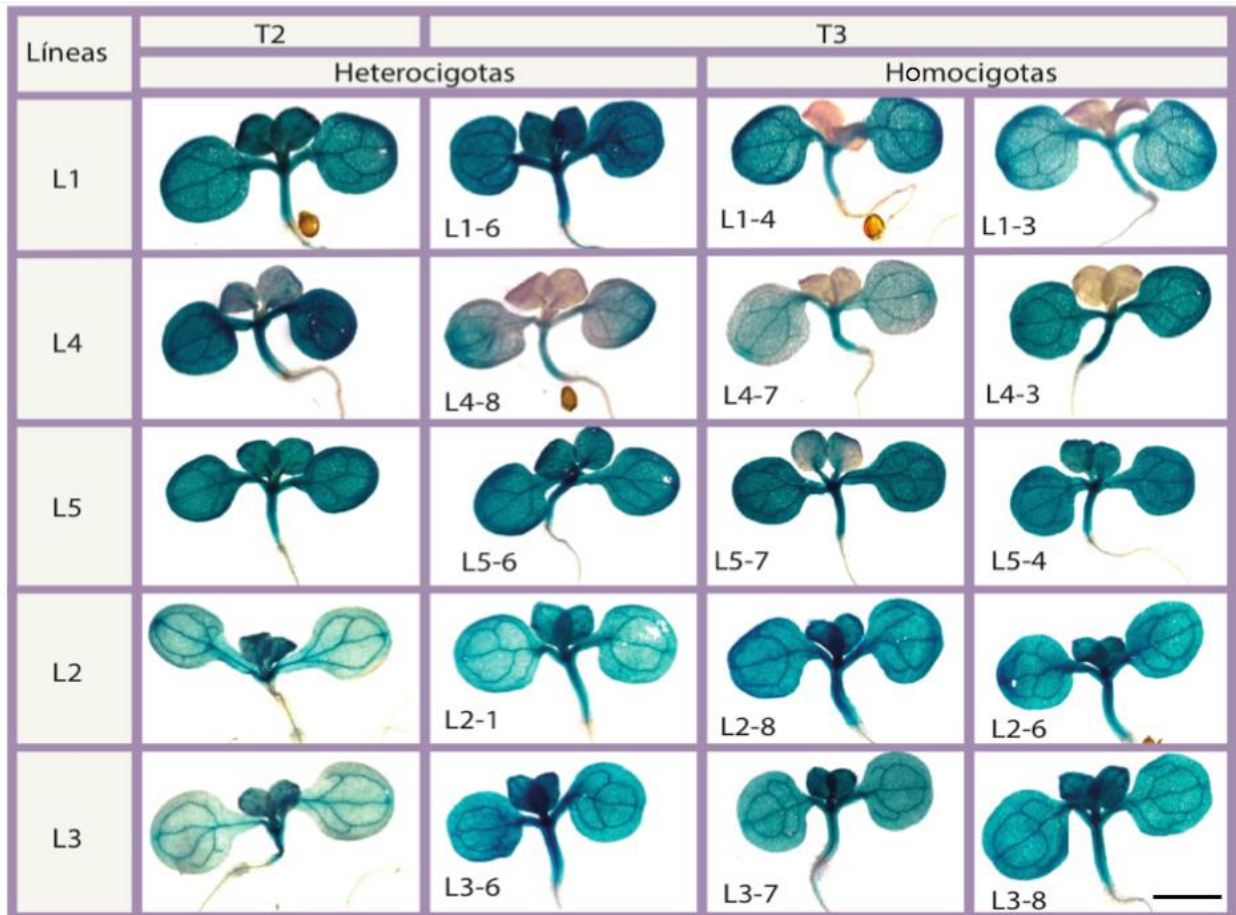 Líneas
T2
T3
Heterocigotas
Homocigotas
L1
L1-6
L1-4
L1-3
L4
L4-8
L4-7
L4-3
L5
L5-6
L5-7
L5-4
L2
L2-1
L2-8
L2-6
L3
L3-6
L3-7
L3-8